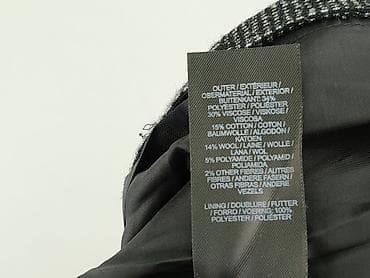 OUTER / EXTÉRIEUR /
OBERMATERIAL / EXTERIOR /
BUITENKANT: 34%
POLYESTER / POLIÉSTER
30% VISCOSE / VISKOSE /
VISCOSA
15% COTTON / COTON /
BAUMWOLLE / ALGODÓN /
KATOEN
14% WOOL / LAINE / WOLLE /
LANA / WOL
5% POLYAMIDE / POLYAMID /
POLIAMIDA
2% OTHER FIBRES / AUTRES
FIBRES / ANDERE FASERN /
OTRAS FIBRAS / ANDERE
VEZELS
LINING / DOUBLURE / FUTTER
/ FORRO / VOERING: 100%
POLYESTER / POLIÉSTER